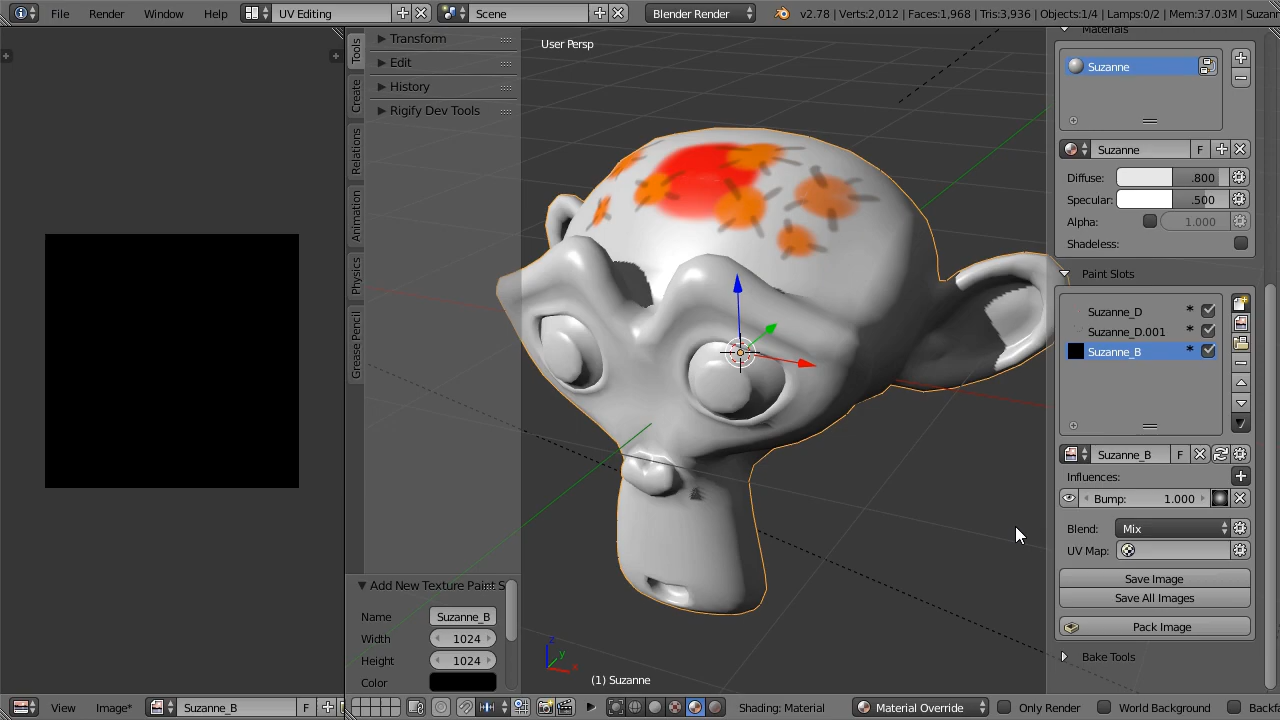 File Render Window Help UV Editing Scene Blender Render v2.78 | Verts:2,012 | Faces:1,968 | Tris:3,936 | Objects:1/4 | Lamps:0/2 | Mem:37.03M | Suzan
Tools
Create
Relations
Animation
Physics
Grease Pencil
Transform
Edit
History
Rigify Dev Tools
Add New Texture Paint S
Name Suzanne_B
Width 1024
Height 1024
Color
User Persp
z
y
x
(1) Suzanne
Materials
Suzanne
Suzanne F
Diffuse: .800
Specular: .500
Alpha: 1.000
Shadeless:
Paint Slots
Suzanne_D *
Suzanne_D.001 *
Suzanne_B *
Suzanne_B F
Influences:
Bump: 1.000
Blend: Mix
UV Map:
Save Image
Save All Images
Pack Image
Bake Tools
View Image* Suzanne_B F Shading: Material Material Override Only Render World Background Backf